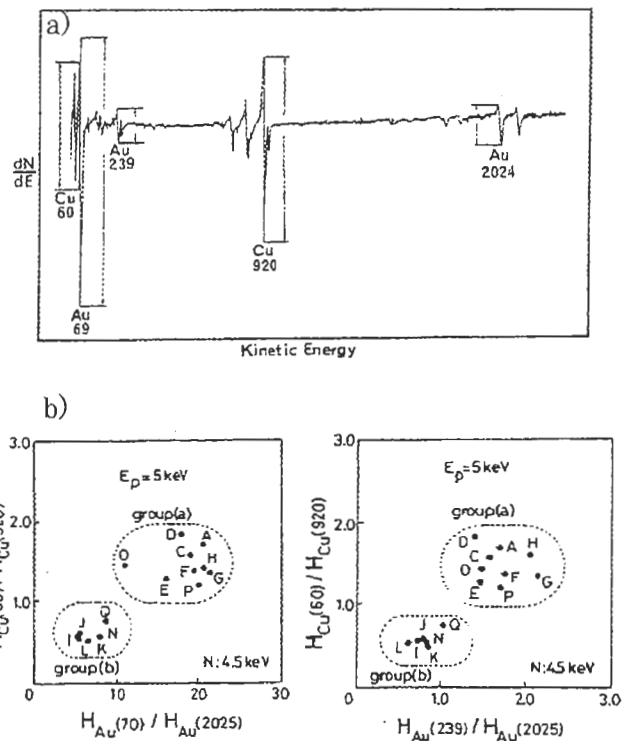 a)
dN
dE
Cu
60
Au
69
Au
239
Cu
920
Au
2024
Kinetic Energy
b)
3.0
2.0
1.0
0
Ep=5keV
group(a)
D
A
O
C
H
F
G
E
P
Q
J
I
N
L
K
group(b)
N:4.5keV
0
10
20
30
HAu(70) / HAu(2025)
HCu(60) / HCu(920)
3.0
2.0
1.0
0
Ep=5keV
group(a)
D
A
H
C
O
F
G
E
P
J
Q
N
L
I
K
group(b)
N:4.5keV
0
1.0
2.0
1.0
HAu(239) / HAu(2025)